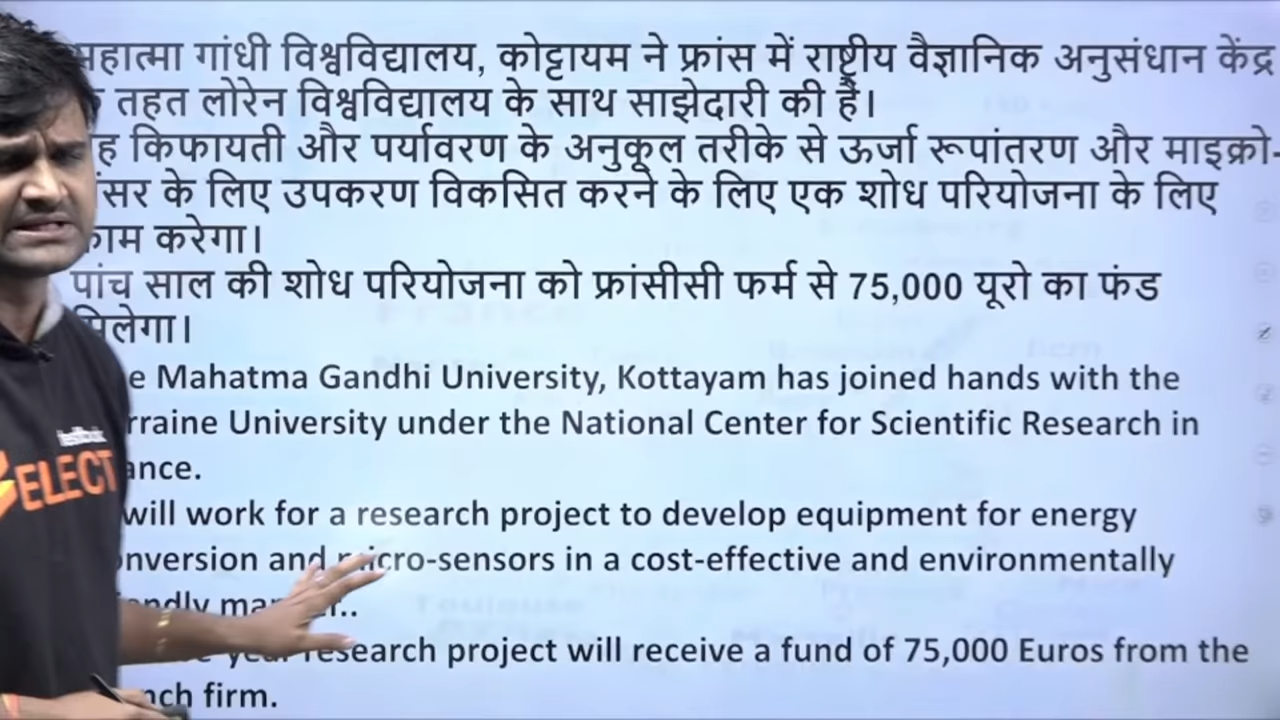 महात्मा गांधी विश्वविद्यालय, कोट्टायम ने फ्रांस में राष्ट्रीय वैज्ञानिक अनुसंधान केंद्र
तहत लोरेन विश्वविद्यालय के साथ साझेदारी की है।
किफायती और पर्यावरण के अनुकूल तरीके से ऊर्जा रूपांतरण और माइक्रो-
के लिए उपकरण विकसित करने के लिए एक शोध परियोजना के लिए
काम करेगा।
पांच साल की शोध परियोजना को फ्रांसीसी फर्म से 75,000 यूरो का फंड
मिलेगा।
Mahatma Gandhi University, Kottayam has joined hands with the
University under the National Center for Scientific Research in
will work for a research project to develop equipment for energy
and micro-sensors in a cost-effective and environmentally
year research project will receive a fund of 75,000 Euros from the
firm.
testbook
SELECT